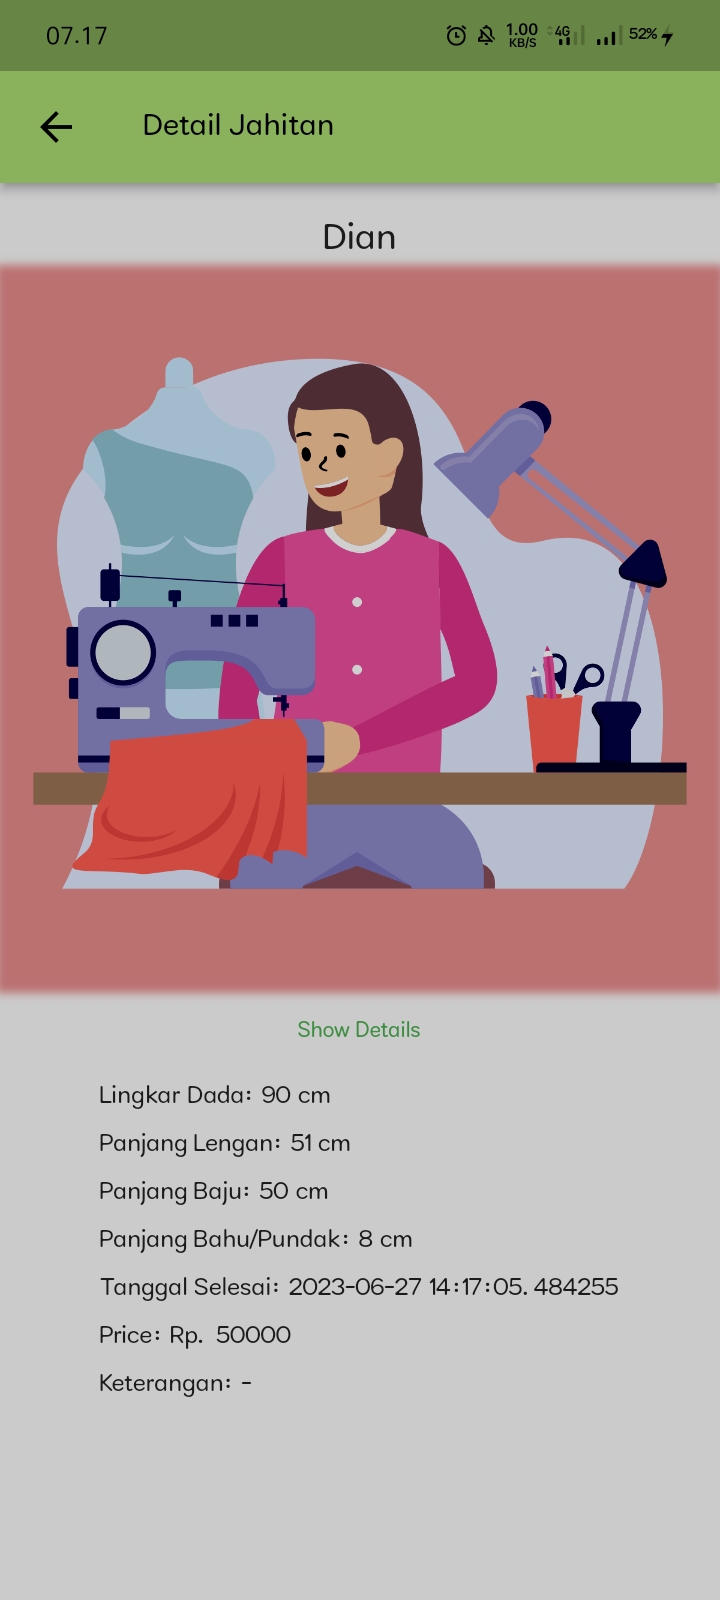 07.17
1.00
KB/S
4G
52%
Detail Jahitan
Dian
Show Details
Lingkar Dada: 90 cm
Panjang Lengan: 51 cm
Panjang Baju: 50 cm
Panjang Bahu/Pundak: 8 cm
Tanggal Selesai: 2023-06-27 14:17:05.484255
Price: Rp.  50000
Keterangan: -